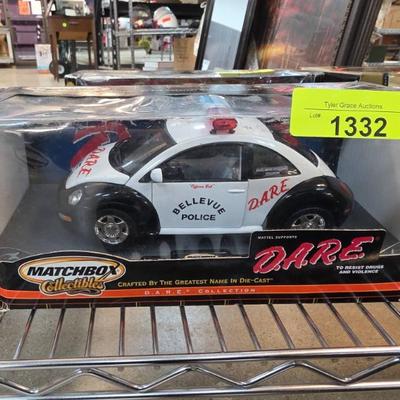 Tyler Grace Auctions
Lot# 1332
D.A.R.E.
BELLEVUE
POLICE
D.A.R.E.
MATCHBOX
Collectibles
CRAFTED BY THE GREATEST NAME IN DIE-CAST
D.A.R.E. COLLECTION
MATTEL SUPPORTS
D.A.R.E.
TO RESIST DRUGS
AND VIOLENCE